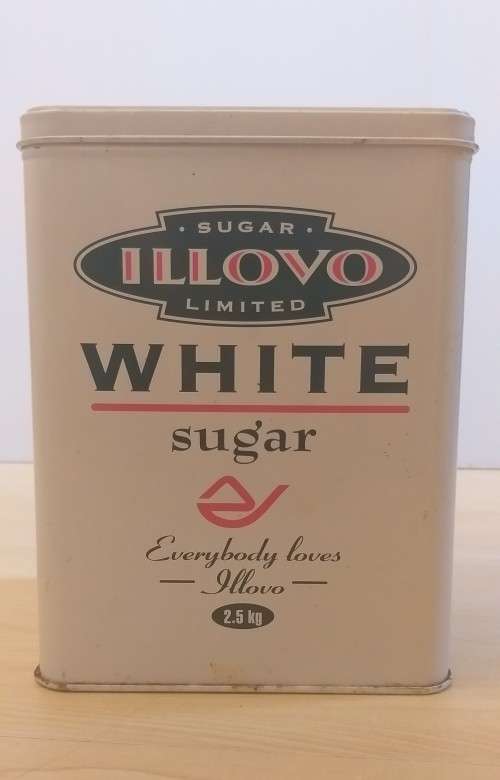 · SUGAR ·
ILLOVO
LIMITED
WHITE
sugar
Everybody loves
— Illovo —
2.5 kg